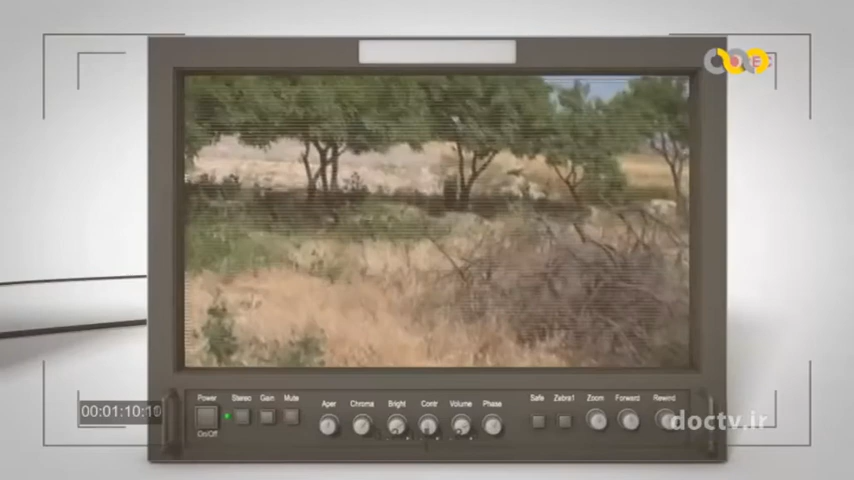 REC
Power
Stereo
Gain
Mute
Aper
Chroma
Bright
Contr
Volume
Phase
Safe
Zebra1
Zoom
Forward
Rewind
00:01:10:10
On/Off
doctv.ir